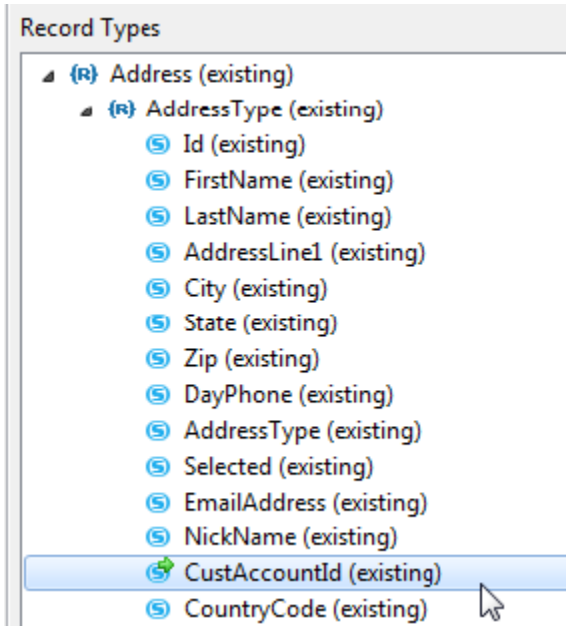 Record Types
{R} Address (existing)
{R} AddressType (existing)
S Id (existing)
S FirstName (existing)
S LastName (existing)
S AddressLine1 (existing)
S City (existing)
S State (existing)
S Zip (existing)
S DayPhone (existing)
S AddressType (existing)
S Selected (existing)
S EmailAddress (existing)
S NickName (existing)
S CustAccountId (existing)
S CountryCode (existing)